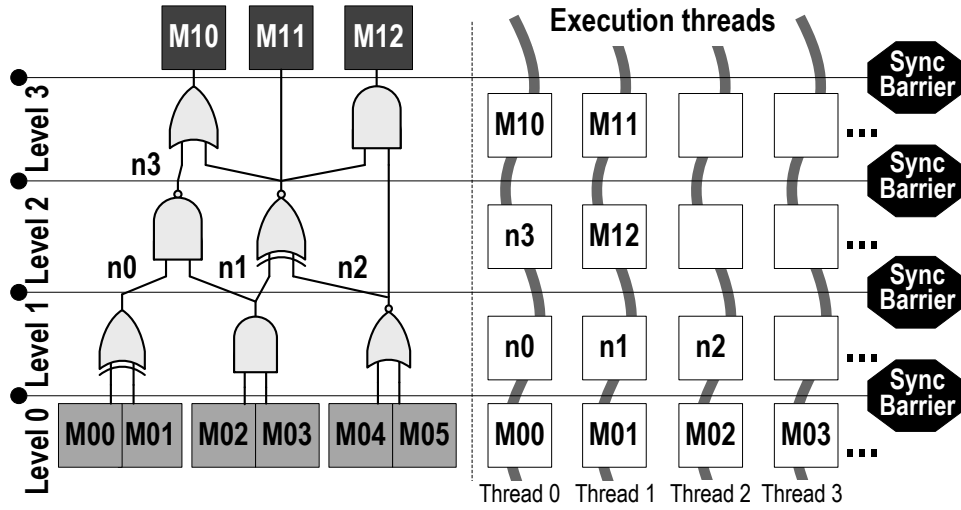 Execution threads
M10 M11 M12
Sync
Barrier
Level 3
M10 M11 ...
n3
Sync
Barrier
Level 2
n3 M12 ...
n0 n1 n2
Sync
Barrier
Level 1
n0 n1 n2 ...
Sync
Barrier
Level 0
M00 M01 M02 M03 M04 M05
M00 M01 M02 M03 ...
Thread 0 Thread 1 Thread 2 Thread 3